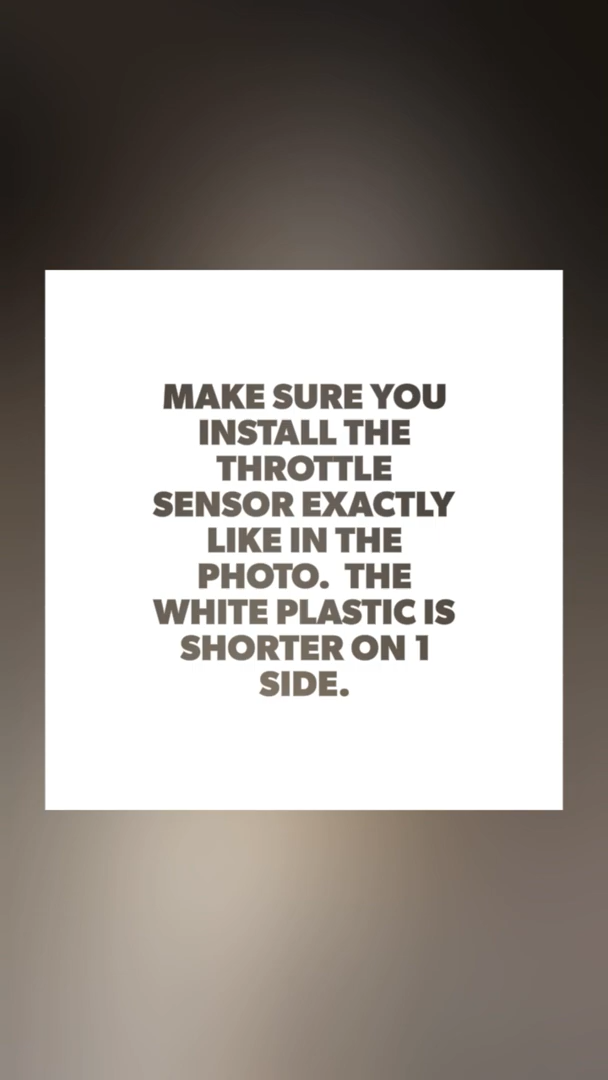 MAKE SURE YOU
INSTALL THE
THROTTLE
SENSOR EXACTLY
LIKE IN THE
PHOTO.  THE
WHITE PLASTIC IS
SHORTER ON 1
SIDE.